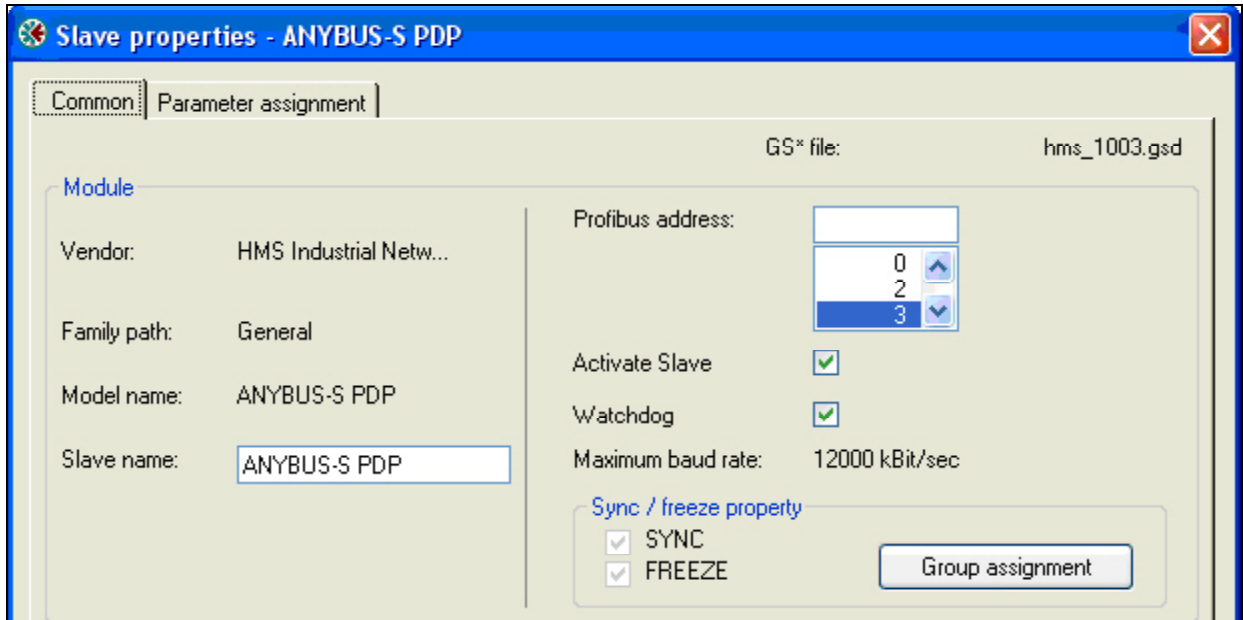 Slave properties - ANYBUS-S PDP
Common
Parameter assignment
GS* file: hms_1003.gsd
Module
Vendor: HMS Industrial Netw...
Family path: General
Model name: ANYBUS-S PDP
Slave name: ANYBUS-S PDP
Profibus address:
0
2
3
Activate Slave
Watchdog
Maximum baud rate: 12000 kBit/sec
Sync / freeze property
SYNC
FREEZE
Group assignment